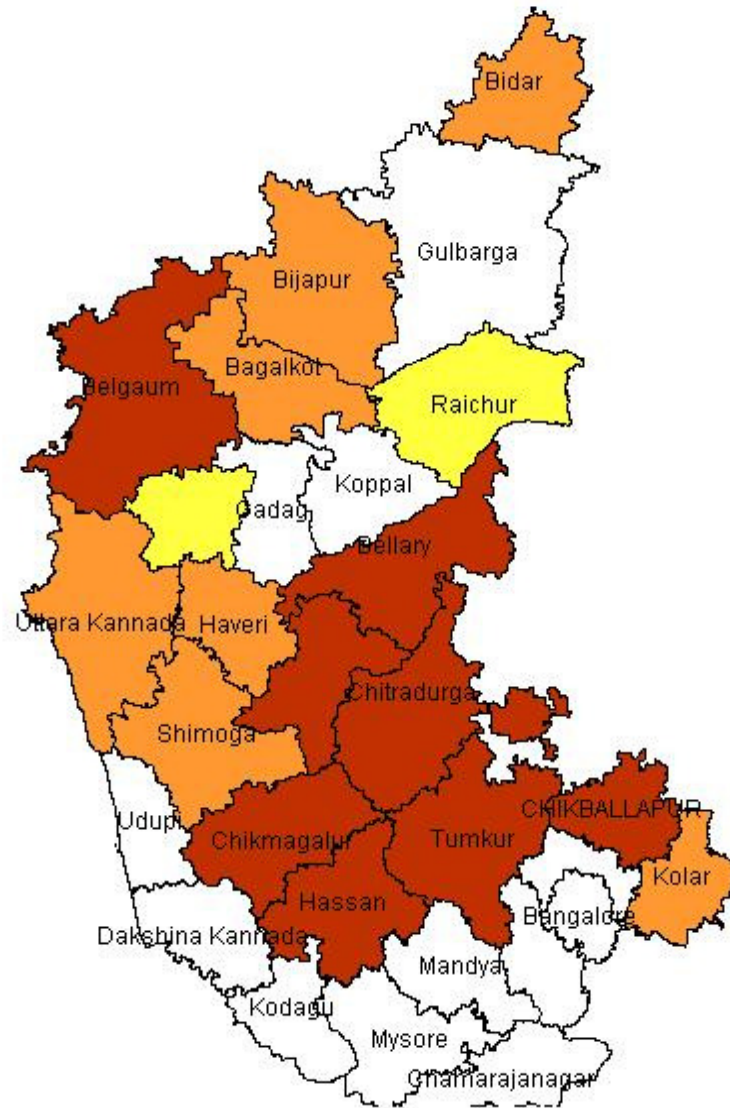 Bidar
Gulbarga
Bijapur
Bagalkot
Belgaum
Raichur
Koppal
Gadag
Bellary
Uttara Kannada
Haveri
Chitradurga
Shimoga
CHIKBALLAPUR
Udupi
Chikmagalur
Tumkur
Kolar
Hassan
Bangalore
Dakshina Kannada
Mandya
Kodagu
Mysore
Chamarajanagar